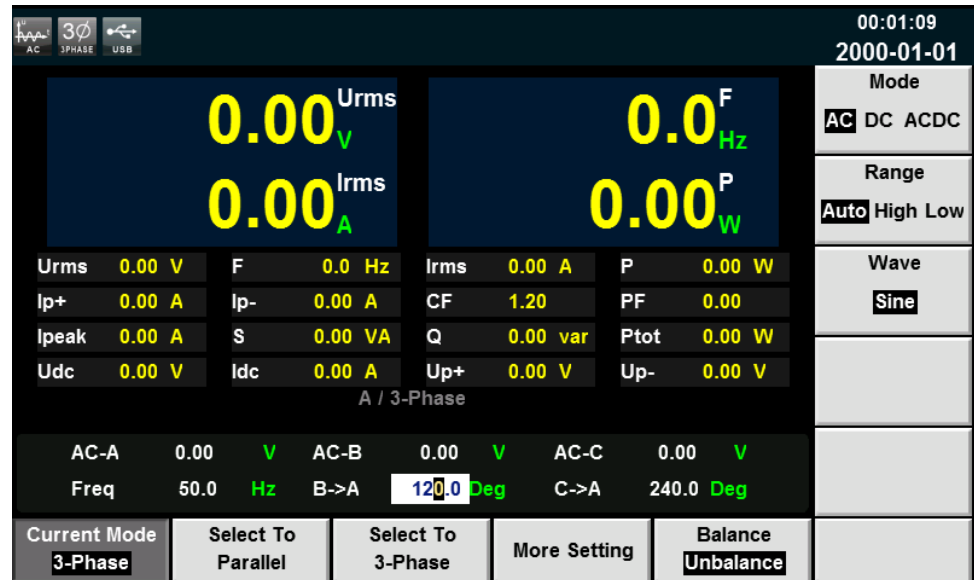 AC 3Ø 3PHASE USB
00:01:09
2000-01-01
0.00 Urms V
0.0 F Hz
0.00 Irms A
0.00 P W
Urms 0.00 V F 0.0 Hz Irms 0.00 A P 0.00 W
Ip+ 0.00 A Ip- 0.00 A CF 1.20 PF 0.00
Ipeak 0.00 A S 0.00 VA Q 0.00 var Ptot 0.00 W
Udc 0.00 V Idc 0.00 A Up+ 0.00 V Up- 0.00 V
A / 3-Phase
AC-A 0.00 V AC-B 0.00 V AC-C 0.00 V
Freq 50.0 Hz B->A 120.0 Deg C->A 240.0 Deg
Mode
AC DC ACDC
Range
Auto High Low
Wave
Sine
Current Mode
3-Phase
Select To
Parallel
Select To
3-Phase
More Setting
Balance
Unbalance